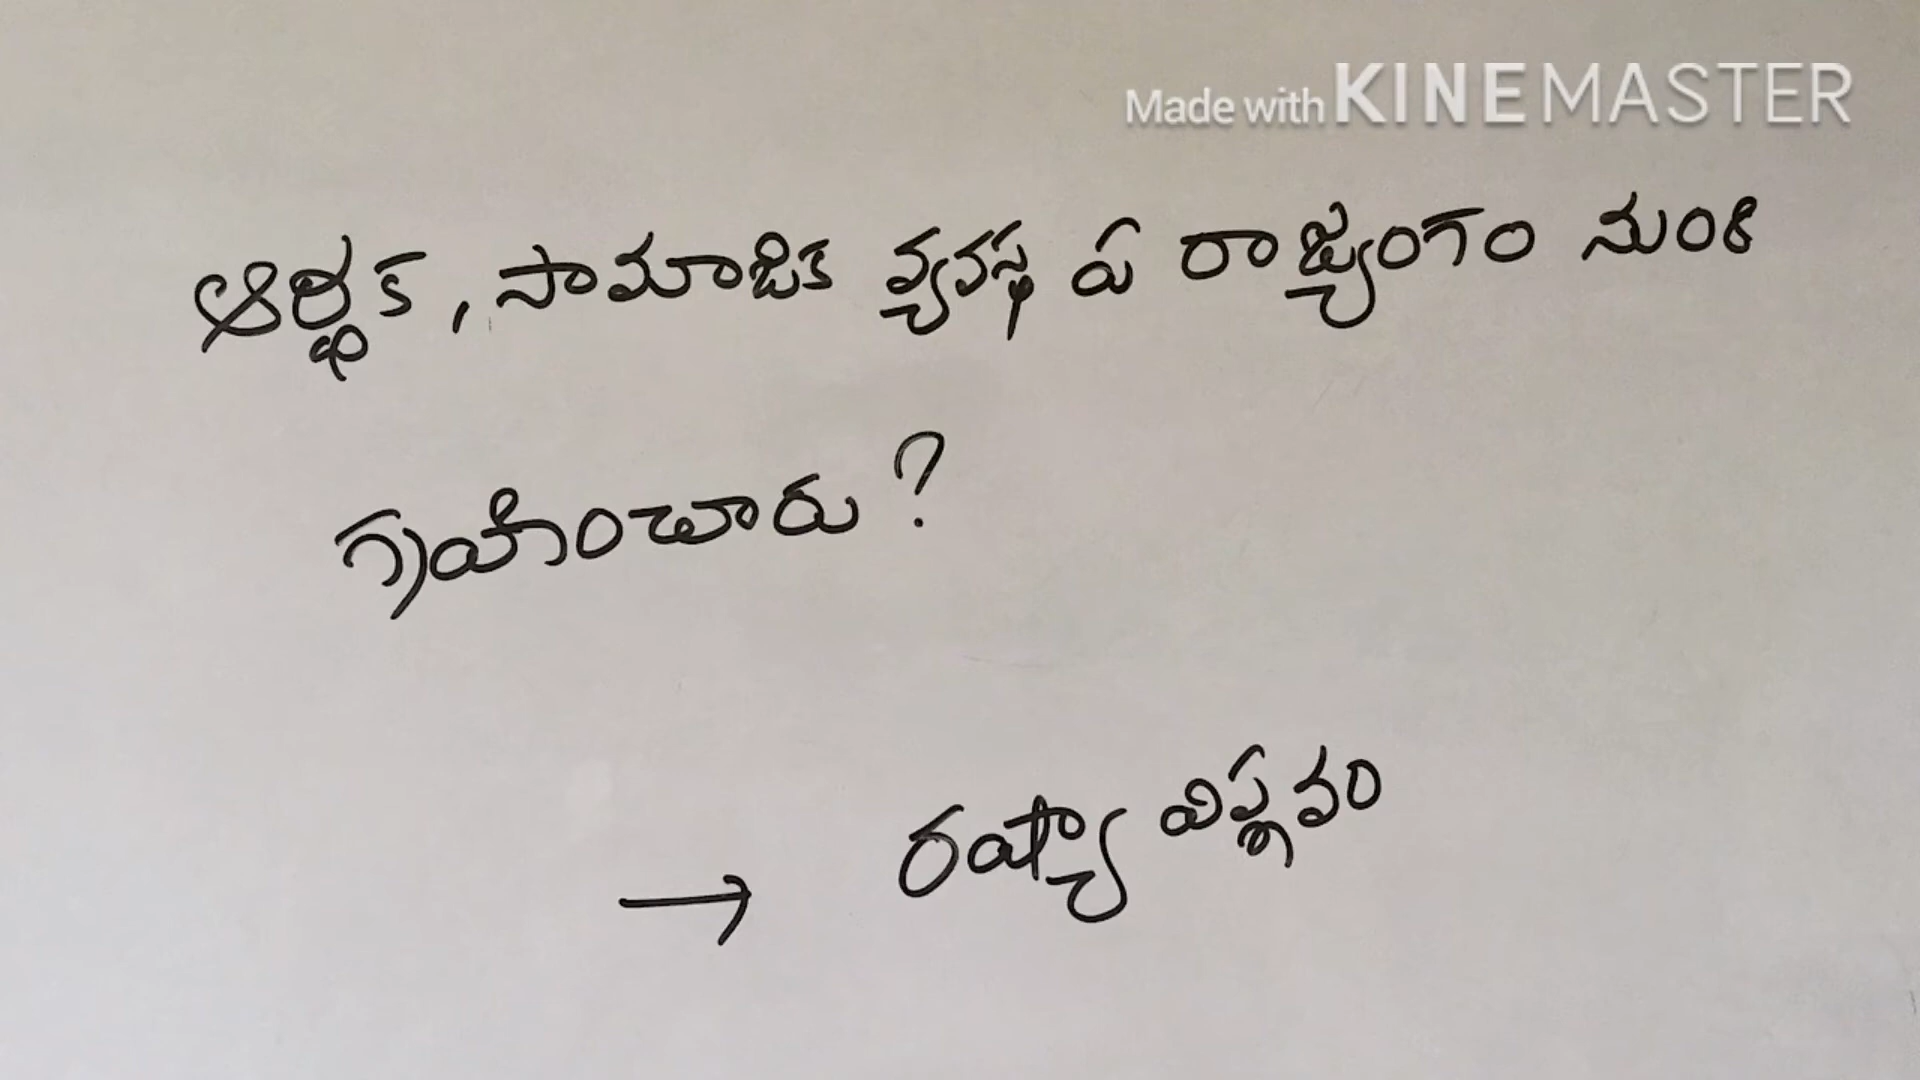 Made with KINEMASTER
ఆర్థిక, సామాజిక వ్యవస్థ ఏ రాజ్యంగం నుండి
గ్రహించారు?
→ రష్యా విప్లవం